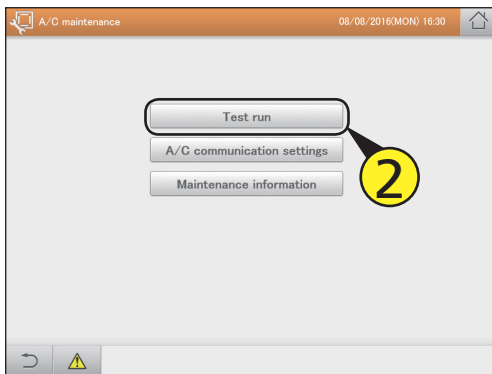 A/C maintenance 08/08/2016(MON) 16:30
Test run
A/C communication settings
Maintenance information
2